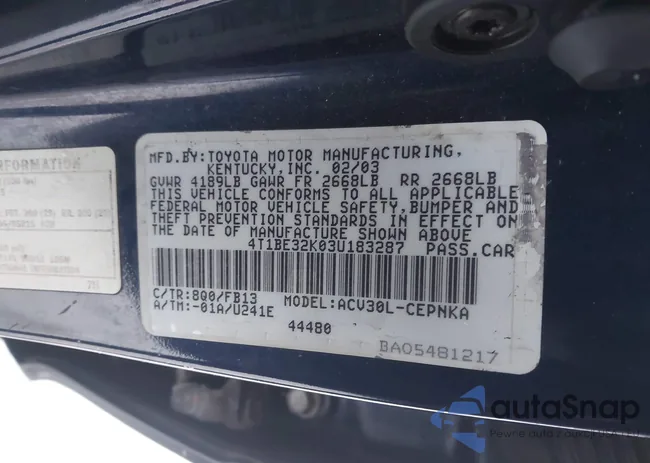 FORMATION
MFD.BY:TOYOTA MOTOR MANUFACTURING,
KENTUCKY,INC. 02/03
GVWR 4189LB GAWR FR 2668LB RR 2668LB
THIS VEHICLE CONFORMS TO ALL APPLICABLE
FEDERAL MOTOR VEHICLE SAFETY,BUMPER AND
THEFT PREVENTION STANDARDS IN EFFECT ON
THE DATE OF MANUFACTURE SHOWN ABOVE
4T1BE32K03U183287 PASS.CAR
C/TR:8Q0/FB13 MODEL:ACV30L-CEPNKA
A/TM:-01A/U241E
44480
BA05481217
autoSnap